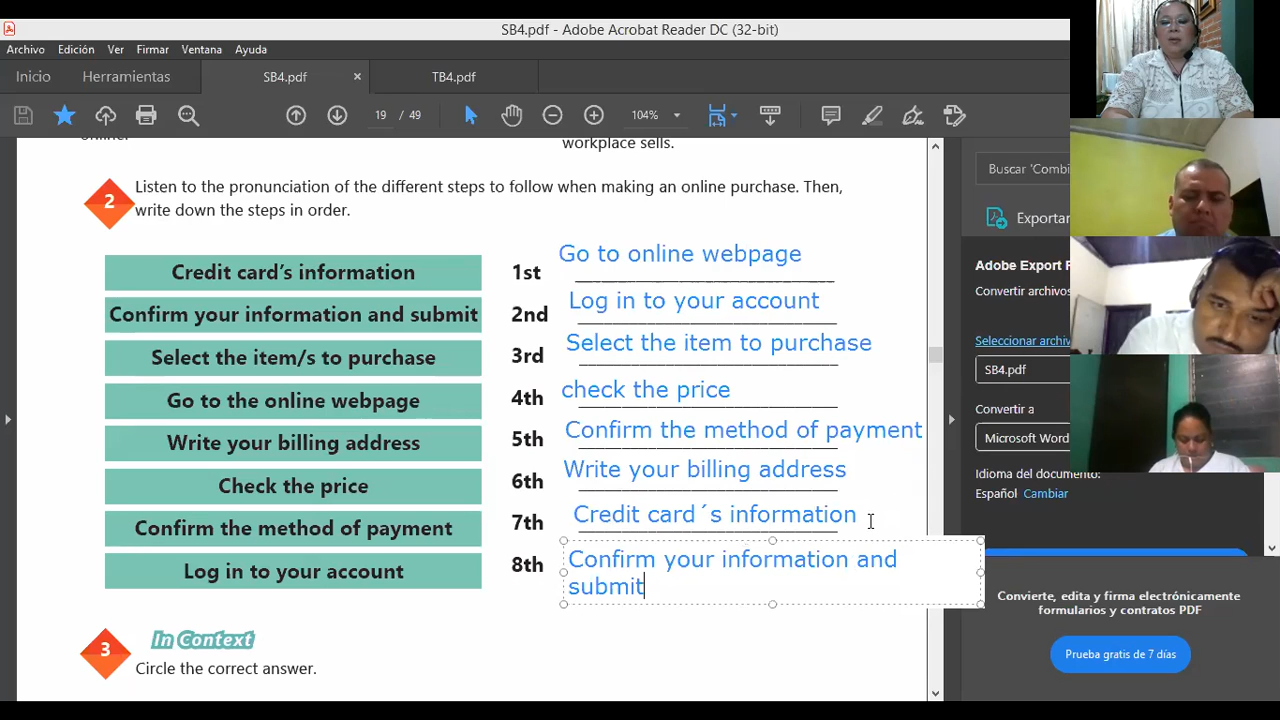 SB4.pdf - Adobe Acrobat Reader DC (32-bit)
Archivo Edición Ver Firmar Ventana Ayuda
Inicio Herramientas SB4.pdf × TB4.pdf
19 / 49 104%
workplace sells.
Buscar 'Combi
2
Listen to the pronunciation of the different steps to follow when making an online purchase. Then,
write down the steps in order.
Exportar
Adobe Export
Convertir archivos
Credit card's information
1st Go to online webpage
Confirm your information and submit
2nd Log in to your account
Select the item/s to purchase
3rd Select the item to purchase
Go to the online webpage
4th check the price
Write your billing address
5th Confirm the method of payment
Check the price
6th Write your billing address
Confirm the method of payment
7th Credit card´s information
Log in to your account
8th Confirm your information and
submit
Seleccionar archiv
SB4.pdf
Convertir a
Microsoft Word
Idioma del documento:
Español Cambiar
Convierte, edita y firma electrónicamente
formularios y contratos PDF
Prueba gratis de 7 días
3
In Context
Circle the correct answer.